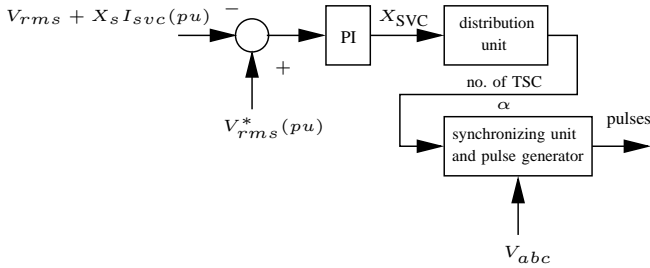 V_{rms} + X_s I_{svc}(pu)
−
+
V^*_{rms}(pu)
PI
X_{SVC}
distribution
unit
no. of TSC
α
synchronizing unit
and pulse generator
pulses
V_{abc}